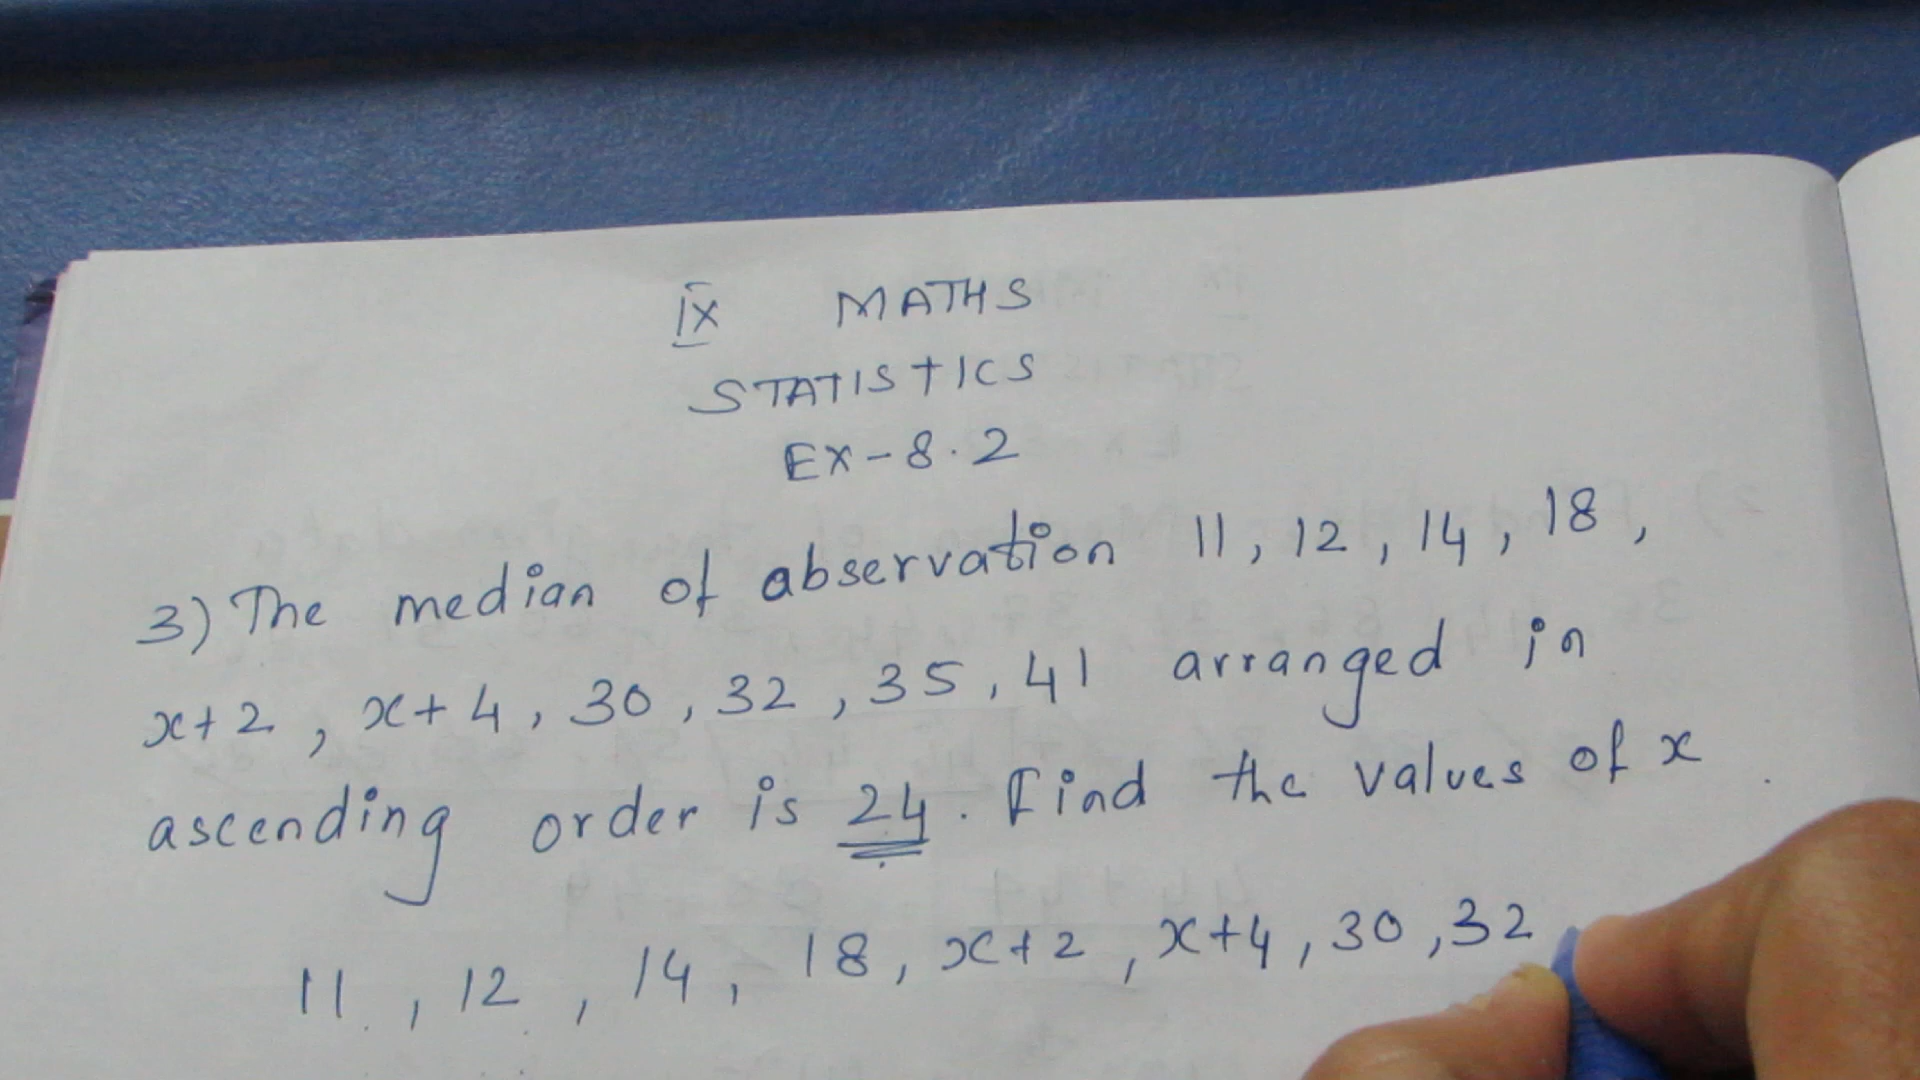 IX MATHS
STATISTICS
EX-8.2
3) The median of observation 11, 12, 14, 18,
x+2, x+4, 30, 32, 35, 41 arranged in
ascending order is 24. Find the values of x.
11, 12, 14, 18, x+2, x+4, 30, 32